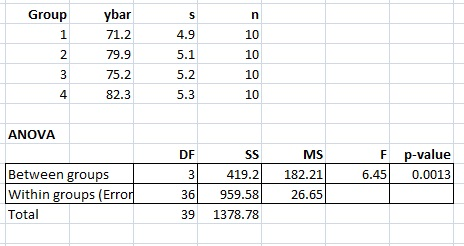 Group ybar s n
1 71.2 4.9 10
2 79.9 5.1 10
3 75.2 5.2 10
4 82.3 5.3 10
ANOVA
DF SS MS F p-value
Between groups 3 419.2 182.21 6.45 0.0013
Within groups (Error 36 959.58 26.65
Total 39 1378.78